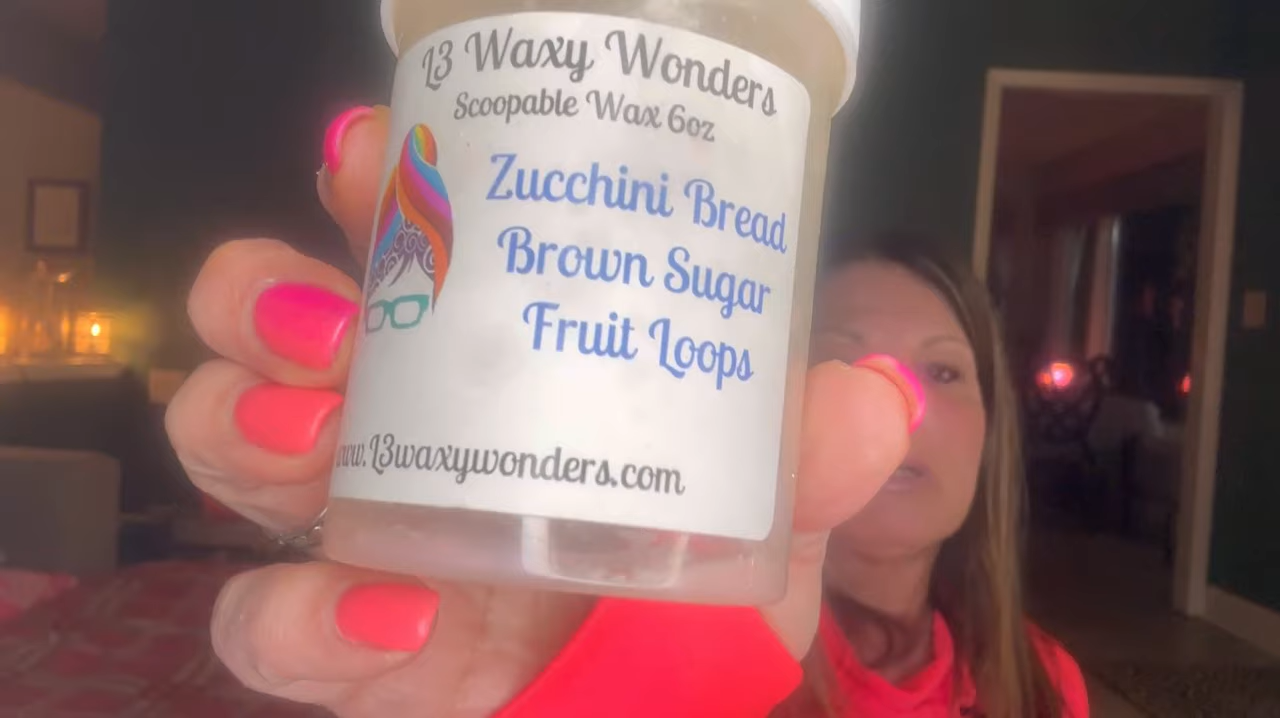 L3 Waxy Wonders
Scoopable Wax 6oz
Zucchini Bread
Brown Sugar
Fruit Loops
www.L3waxywonders.com